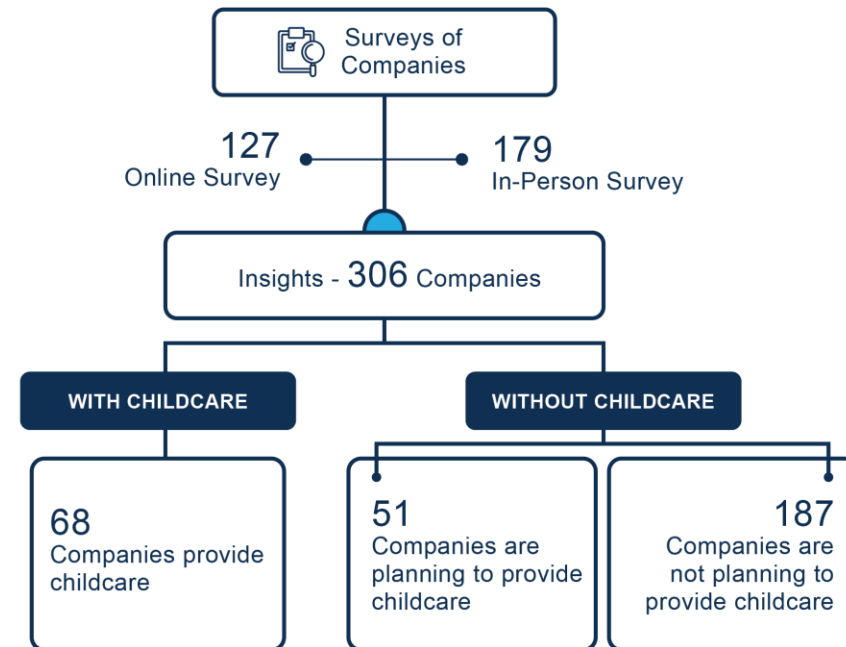 Surveys of
Companies
127
Online Survey
179
In-Person Survey
Insights - 306 Companies
WITH CHILDCARE
WITHOUT CHILDCARE
68
Companies provide
childcare
51
Companies are
planning to provide
childcare
187
Companies are
not planning to
provide childcare